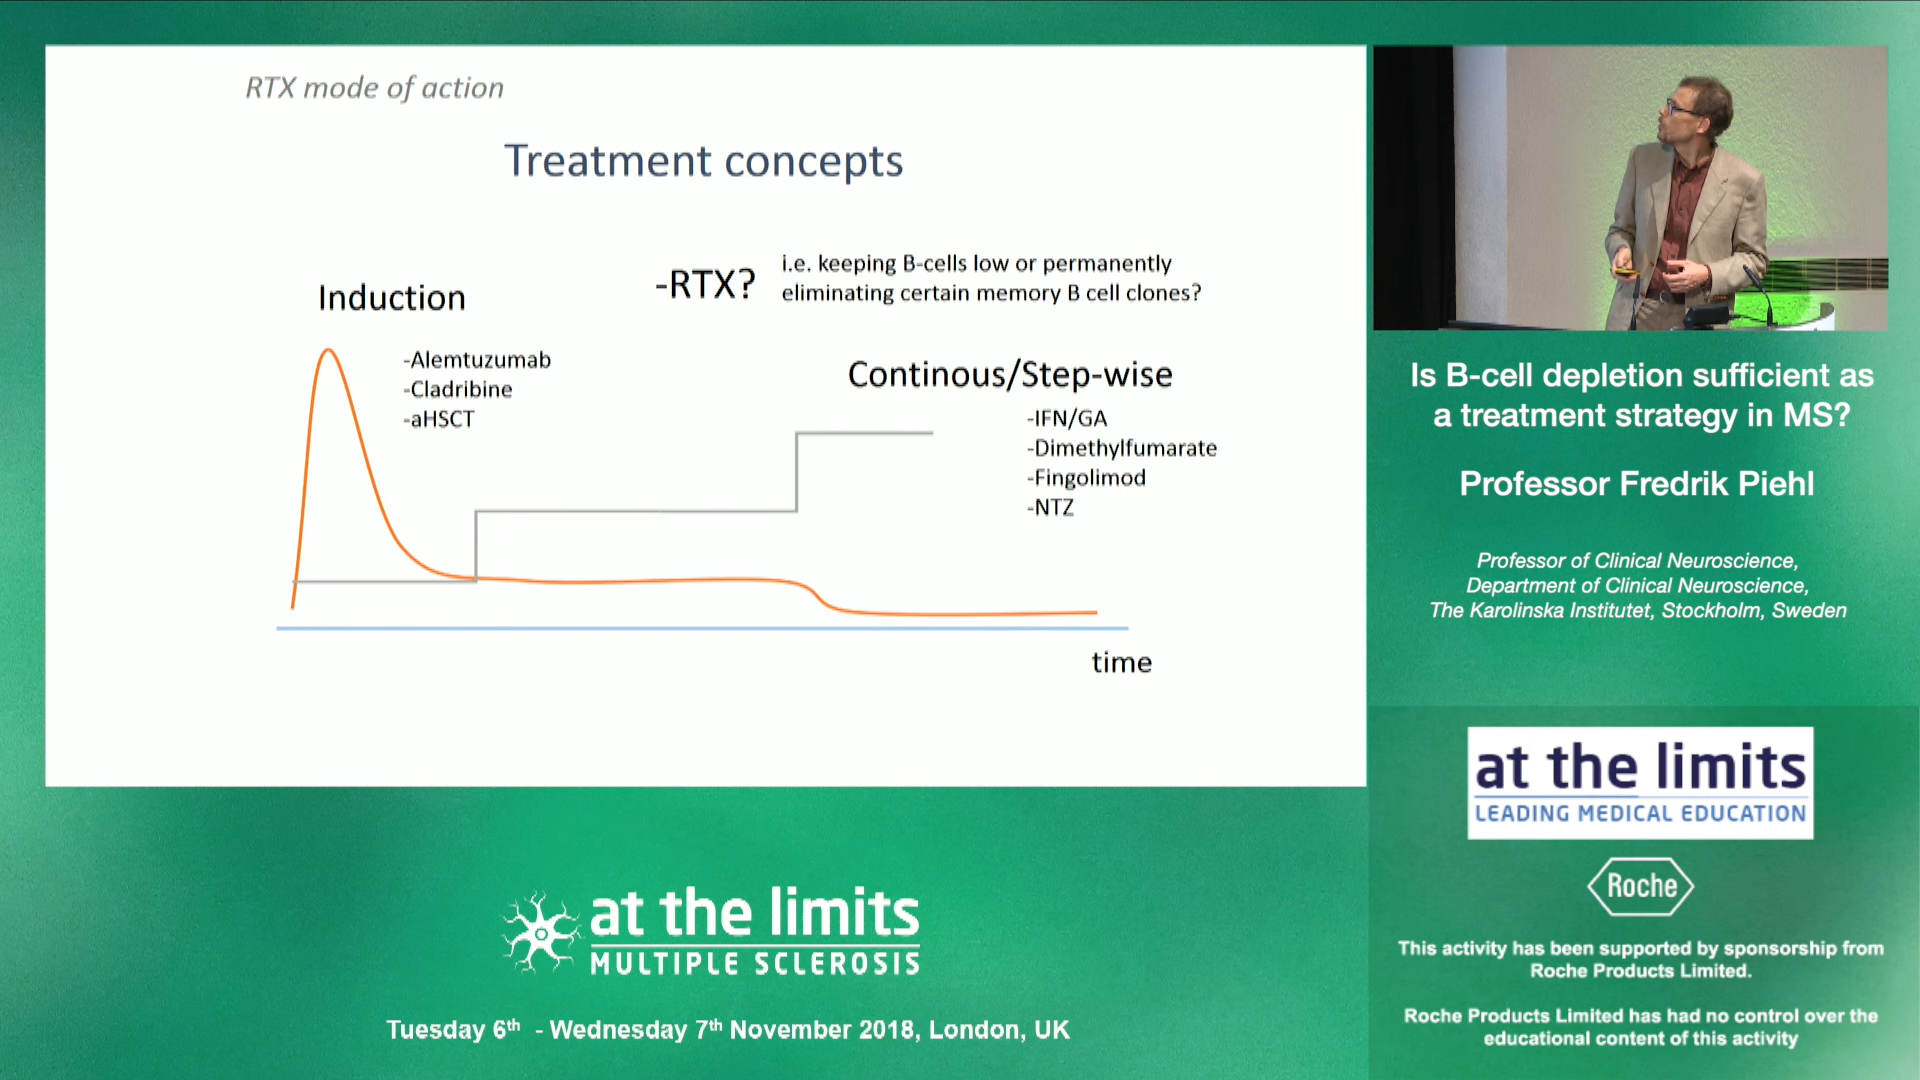 RTX mode of action
Treatment concepts
Induction
-Alemtuzumab
-Cladribine
-aHSCT
-RTX?
i.e. keeping B-cells low or permanently
eliminating certain memory B cell clones?
Continous/Step-wise
-IFN/GA
-Dimethylfumarate
-Fingolimod
-NTZ
time
Is B-cell depletion sufficient as
a treatment strategy in MS?
Professor Fredrik Piehl
Professor of Clinical Neuroscience,
Department of Clinical Neuroscience,
The Karolinska Institutet, Stockholm, Sweden
at the limits
LEADING MEDICAL EDUCATION
Roche
This activity has been supported by sponsorship from
Roche Products Limited.
Roche Products Limited has had no control over the
educational content of this activity
at the limits
MULTIPLE SCLEROSIS
Tuesday 6th - Wednesday 7th November 2018, London, UK